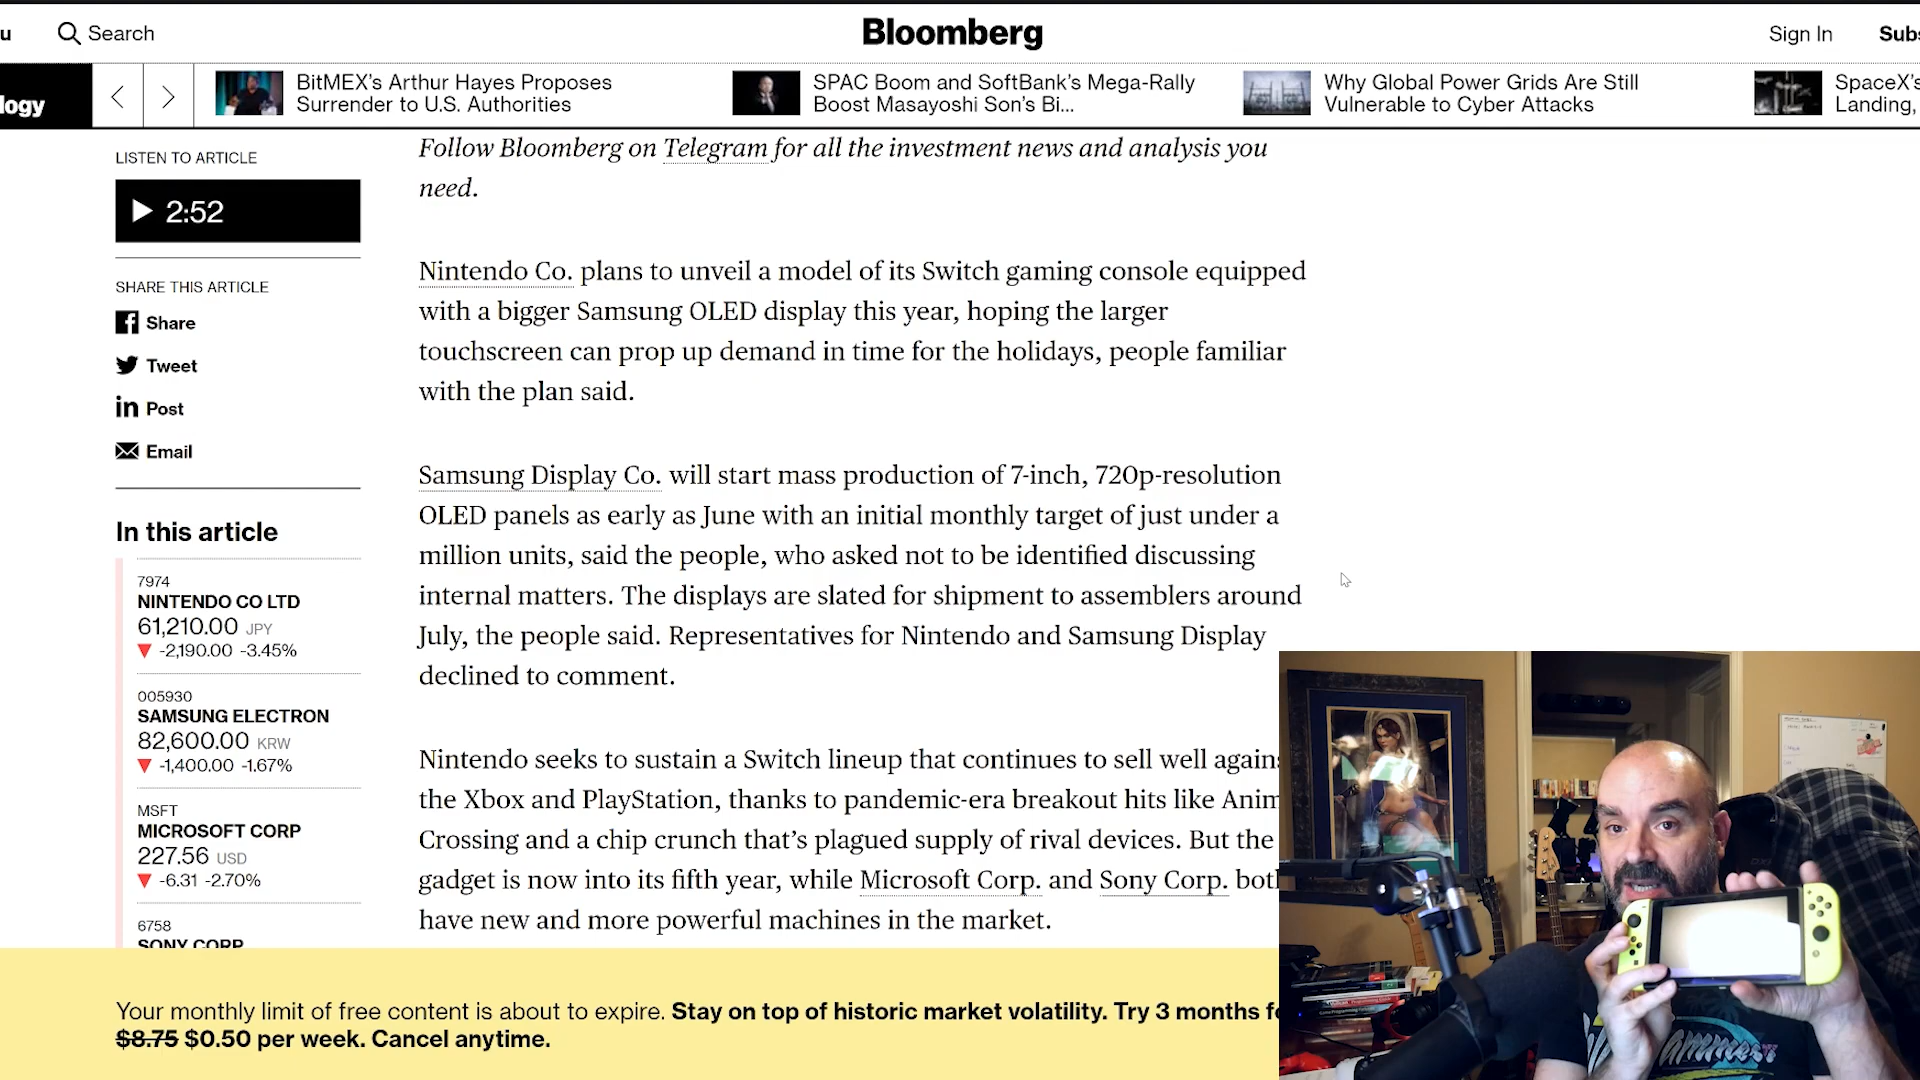 u
Search
Bloomberg
Sign In
Subs
logy
BitMEX's Arthur Hayes Proposes
Surrender to U.S. Authorities
SPAC Boom and SoftBank's Mega-Rally
Boost Masayoshi Son's Bi...
Why Global Power Grids Are Still
Vulnerable to Cyber Attacks
SpaceX's
Landing,
LISTEN TO ARTICLE
2:52
SHARE THIS ARTICLE
Share
Tweet
Post
Email
In this article
7974
NINTENDO CO LTD
61,210.00 JPY
-2,190.00 -3.45%
005930
SAMSUNG ELECTRON
82,600.00 KRW
-1,400.00 -1.67%
MSFT
MICROSOFT CORP
227.56 USD
-6.31 -2.70%
6758
SONY CORP
Follow Bloomberg on Telegram for all the investment news and analysis you
need.
Nintendo Co. plans to unveil a model of its Switch gaming console equipped
with a bigger Samsung OLED display this year, hoping the larger
touchscreen can prop up demand in time for the holidays, people familiar
with the plan said.
Samsung Display Co. will start mass production of 7-inch, 720p-resolution
OLED panels as early as June with an initial monthly target of just under a
million units, said the people, who asked not to be identified discussing
internal matters. The displays are slated for shipment to assemblers around
July, the people said. Representatives for Nintendo and Samsung Display
declined to comment.
Nintendo seeks to sustain a Switch lineup that continues to sell well agains
the Xbox and PlayStation, thanks to pandemic-era breakout hits like Anim
Crossing and a chip crunch that's plagued supply of rival devices. But the
gadget is now into its fifth year, while Microsoft Corp. and Sony Corp. bot
have new and more powerful machines in the market.
Your monthly limit of free content is about to expire. Stay on top of historic market volatility. Try 3 months fo
$8.75 $0.50 per week. Cancel anytime.